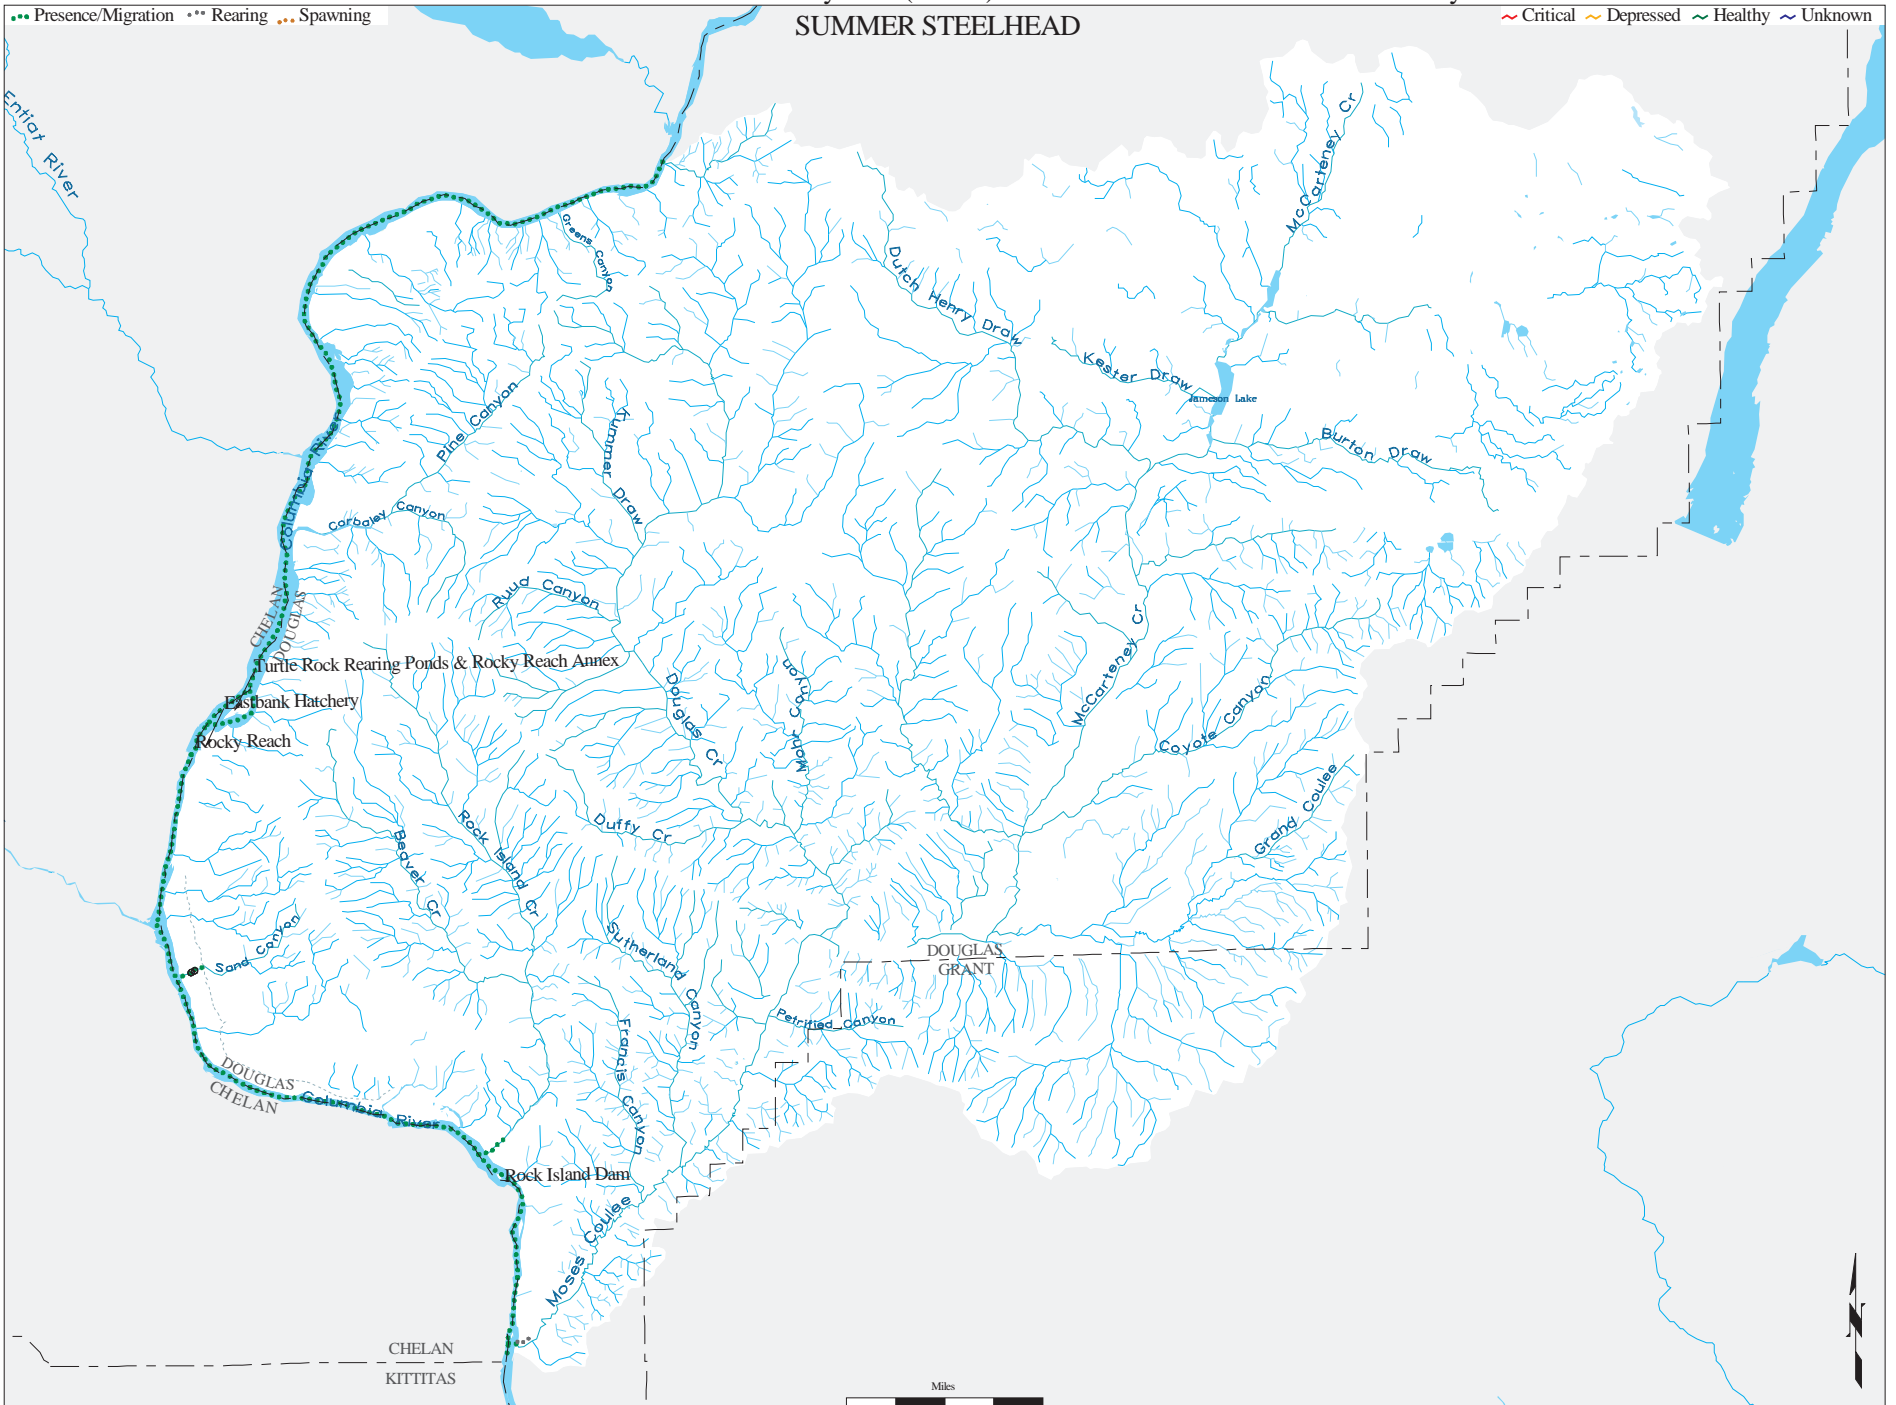 Presence/Migration
Rearing
Spawning
SUMMER STEELHEAD
Critical
Depressed
Healthy
Unknown
Entiat River
McCarteney Cr
Greens Canyon
Dutch Henry Draw
Kester Draw
Jameson Lake
Pine Canyon
Kummer Draw
Burton Draw
Columbia River
Corbaley Canyon
Ruud Canyon
CHELAN
DOUGLAS
McCarteney Cr
Turtle Rock Rearing Ponds & Rocky Reach Annex
Mohr Canyon
Douglas Cr
Coyote Canyon
Eastbank Hatchery
Rocky Reach
Grand Coulee
Beaver Cr
Rock Island Cr
Duffy Cr
Sand Canyon
Sutherland Canyon
DOUGLAS
GRANT
Petrified Canyon
Francis Canyon
DOUGLAS
CHELAN
Columbia River
Rock Island Dam
Moses Coulee
CHELAN
KITTITAS
Miles
N